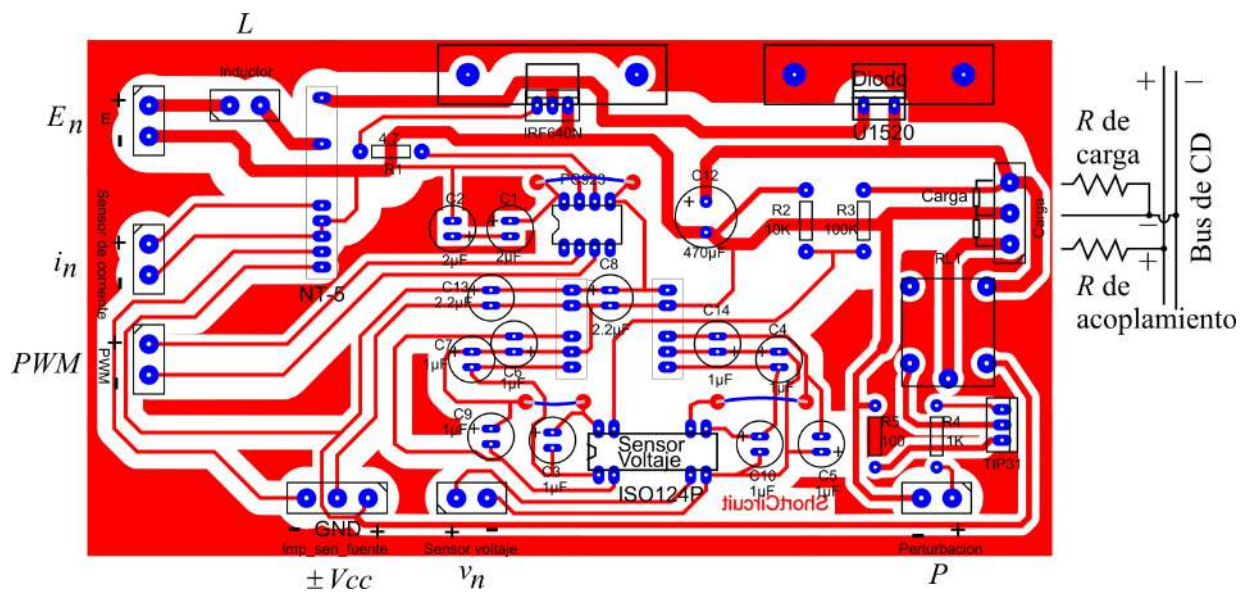 L
Inductor
Diodo
+ −
E_n
+
E
-
4.7
R1
IRF640N
U1520
R de
carga
Bus de CD
PC923
C2
C1
C12
2µF
2µF
470µF
R2
10K
R3
100K
Carga
Carga
i_n
Sensor de corriente
+
-
NT-5
C13
2.2µF
C8
2.2µF
RL1
−
+
R de
acoplamiento
PWM
PWM
+
-
C7
1µF
C6
1µF
C14
1µF
C4
1µF
C9
1µF
C3
1µF
Sensor
Voltaje
ISO124P
C10
1µF
C5
1µF
R5
100
R4
1K
TIP31
ShortCircuit
- GND +
Imp_sen_fuente
± Vcc
+ -
Sensor voltaje
v_n
- +
Perturbacion
P